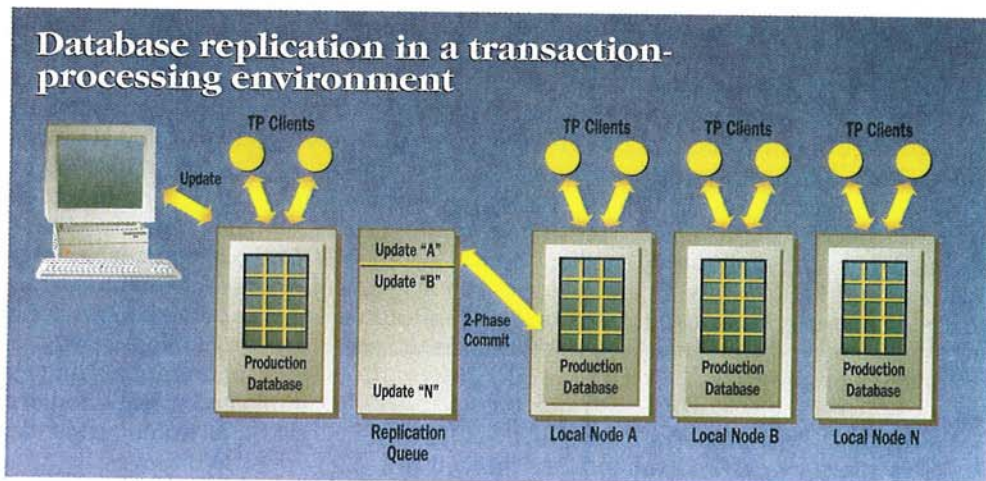 Database replication in a transaction-
processing environment
TP Clients
TP Clients
TP Clients
TP Clients
Update
Update "A"
Update "B"
2-Phase
Commit
Production
Database
Update "N"
Production
Database
Production
Database
Production
Database
Replication
Queue
Local Node A
Local Node B
Local Node N